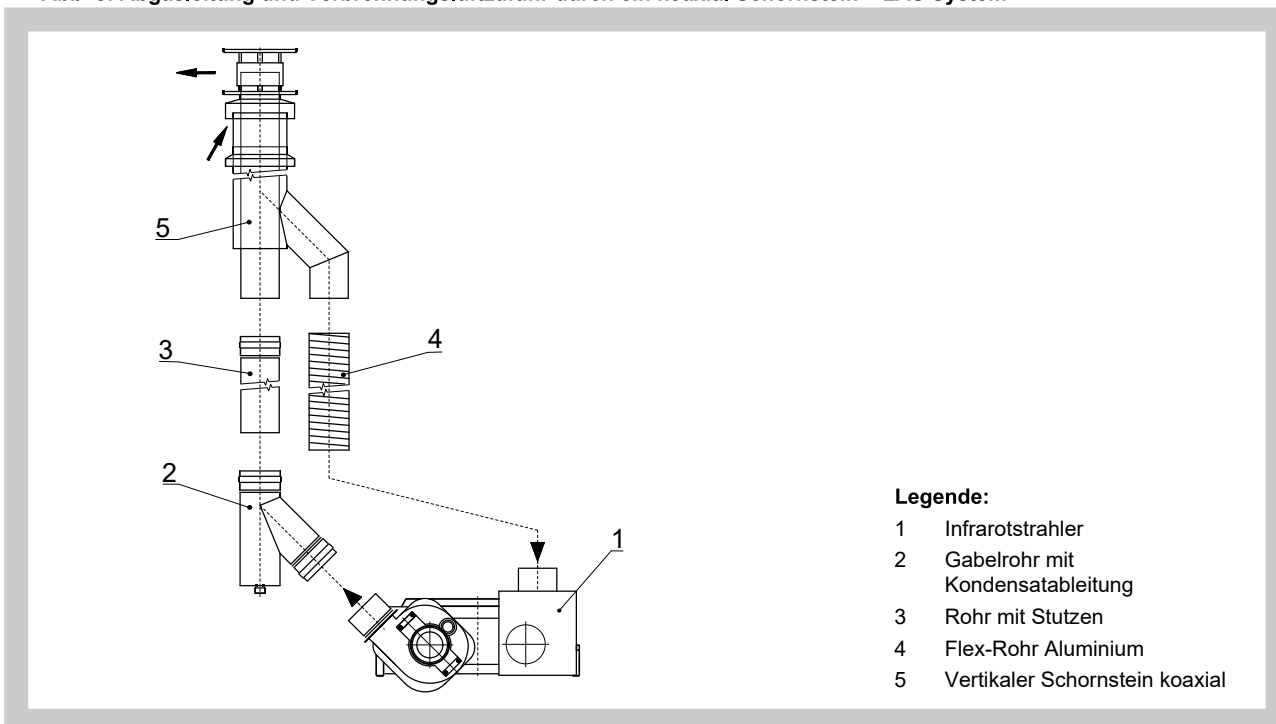 5
3
4
2
1
Legende:
1 Infrarotstrahler
2 Gabelrohr mit
Kondensatableitung
3 Rohr mit Stutzen
4 Flex-Rohr Aluminium
5 Vertikaler Schornstein koaxial